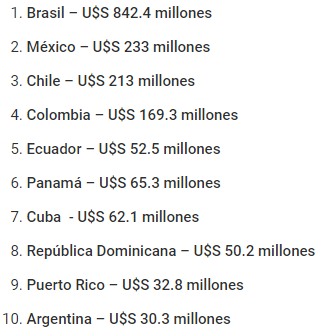 1. Brasil – U$S 842.4 millones
2. México – U$S 233 millones
3. Chile – U$S 213 millones
4. Colombia – U$S 169.3 millones
5. Ecuador – U$S 52.5 millones
6. Panamá – U$S 65.3 millones
7. Cuba - U$S 62.1 millones
8. República Dominicana – U$S 50.2 millones
9. Puerto Rico – U$S 32.8 millones
10. Argentina – U$S 30.3 millones